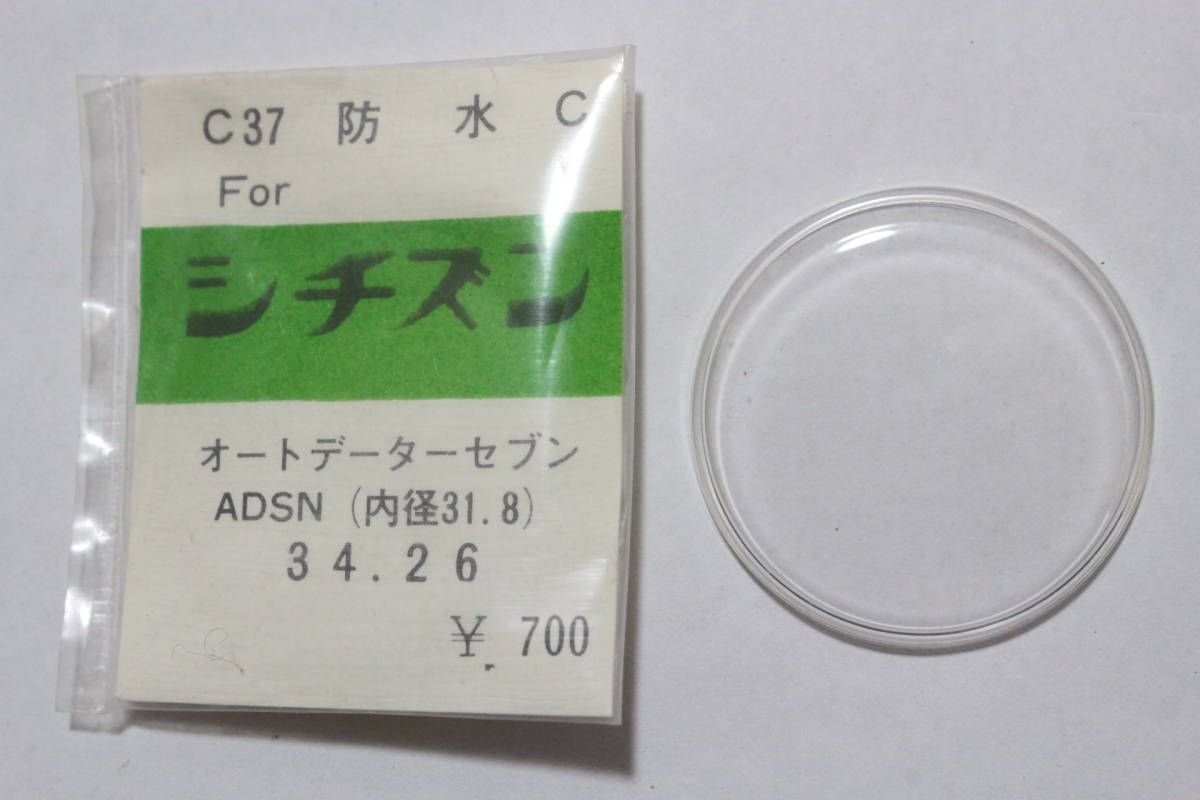 C37 防 水 C
For
シチズン
オートデーターセブン
ADSN (内径31.8)
34.26
¥ 700